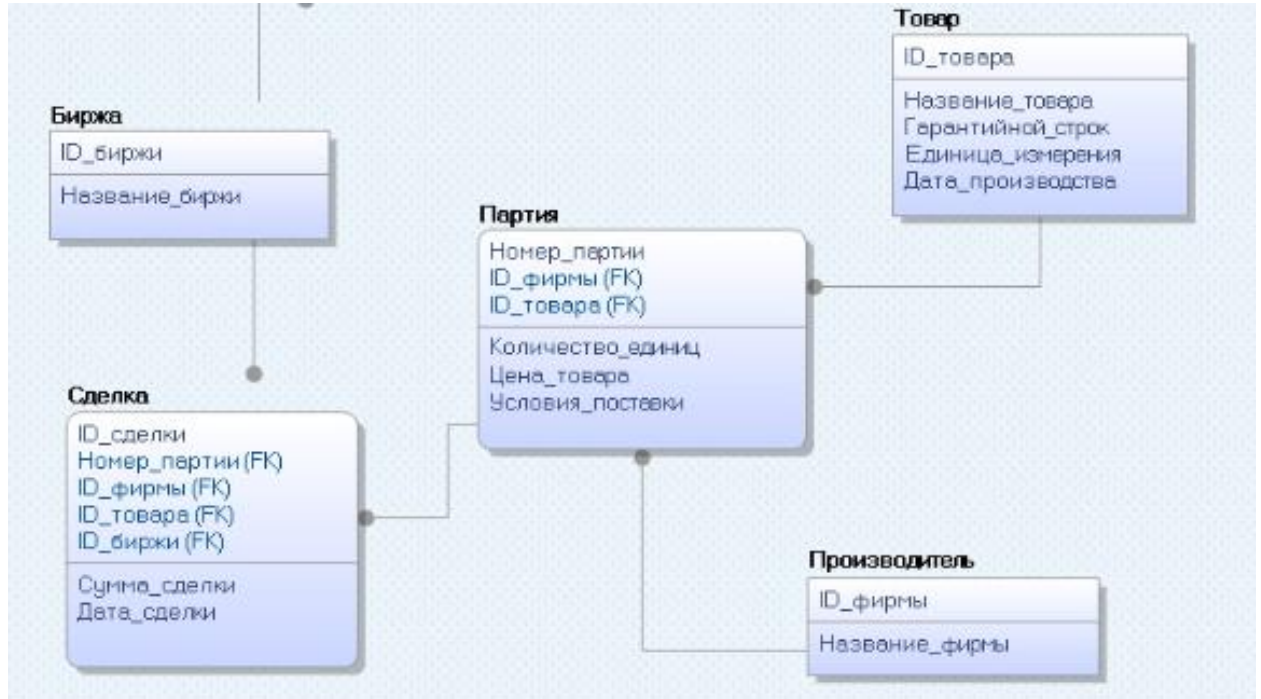 Товар
ID_товара
Название_товара
Гарантийной_строк
Единица_измерения
Дата_производства
Биржа
ID_биржи
Название_биржи
Партия
Номер_партии
ID_фирмы (FK)
ID_товара (FK)
Количество_единиц
Цена_товара
Условия_поставки
Сделка
ID_сделки
Номер_партии (FK)
ID_фирмы (FK)
ID_товара (FK)
ID_биржи (FK)
Сумма_сделки
Дата_сделки
Производитель
ID_фирмы
Название_фирмы